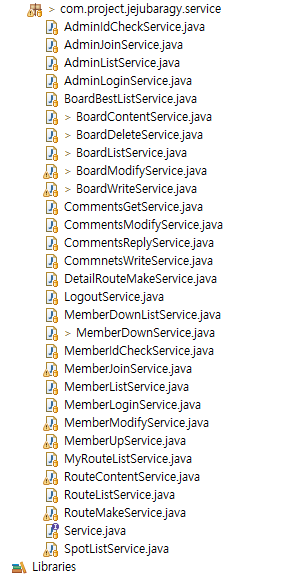 > com.project.jejubaragy.service
AdminIdCheckService.java
AdminJoinService.java
AdminListService.java
AdminLoginService.java
BoardBestListService.java
> BoardContentService.java
> BoardDeleteService.java
> BoardListService.java
> BoardModifyService.java
> BoardWriteService.java
CommentsGetService.java
CommentsModifyService.java
CommentsReplyService.java
CommnetsWriteService.java
DetailRouteMakeService.java
LogoutService.java
MemberDownListService.java
> MemberDownService.java
MemberIdCheckService.java
MemberJoinService.java
MemberListService.java
MemberLoginService.java
MemberModifyService.java
MemberUpService.java
MyRouteListService.java
RouteContentService.java
RouteListService.java
RouteMakeService.java
Service.java
SpotListService.java
Libraries